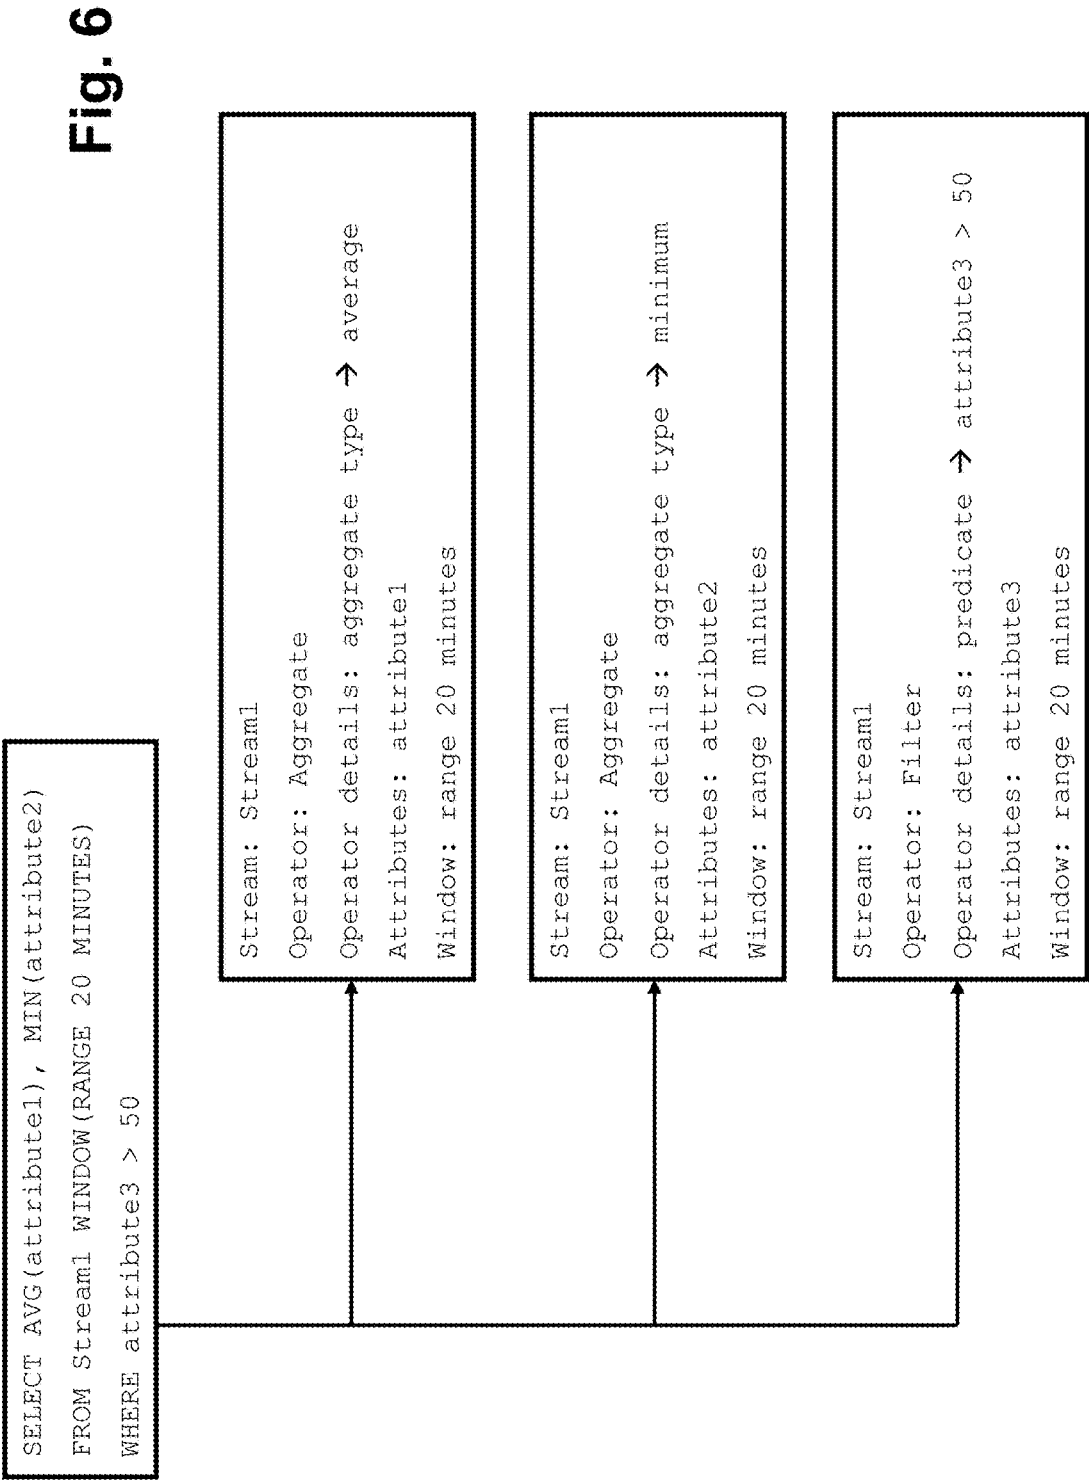 Fig. 6
SELECT AVG(attribute1), MIN(attribute2)
FROM Stream1 WINDOW(RANGE 20 MINUTES)
WHERE attribute3 > 50
Stream: Stream1
Operator: Aggregate
Operator details: aggregate type → average
Attributes: attribute1
Window: range 20 minutes
Stream: Stream1
Operator: Aggregate
Operator details: aggregate type → minimum
Attributes: attribute2
Window: range 20 minutes
Stream: Stream1
Operator: Filter
Operator details: predicate → attribute3 > 50
Attributes: attribute3
Window: range 20 minutes